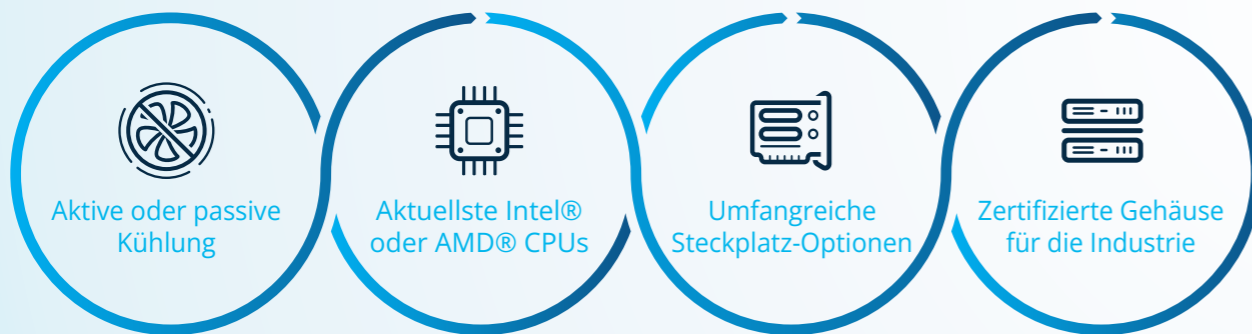 Aktive oder passive
Kühlung
Aktuellste Intel®
oder AMD® CPUs
Umfangreiche
Steckplatz-Optionen
Zertifizierte Gehäuse
für die Industrie